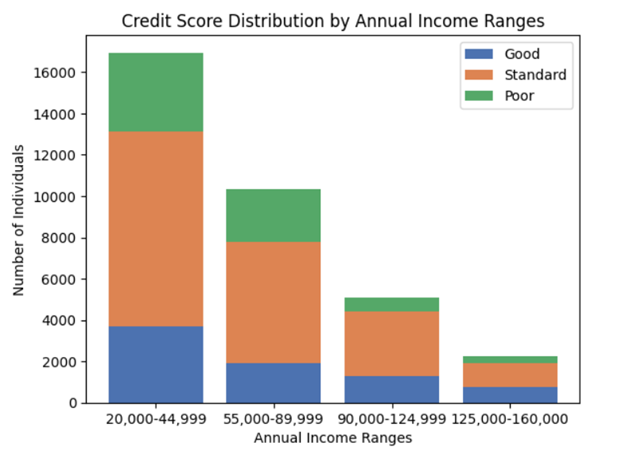 Credit Score Distribution by Annual Income Ranges
Good
Standard
Poor
Number of Individuals
16000
14000
12000
10000
8000
6000
4000
2000
0
20,000-44,999 55,000-89,999 90,000-124,999 125,000-160,000
Annual Income Ranges